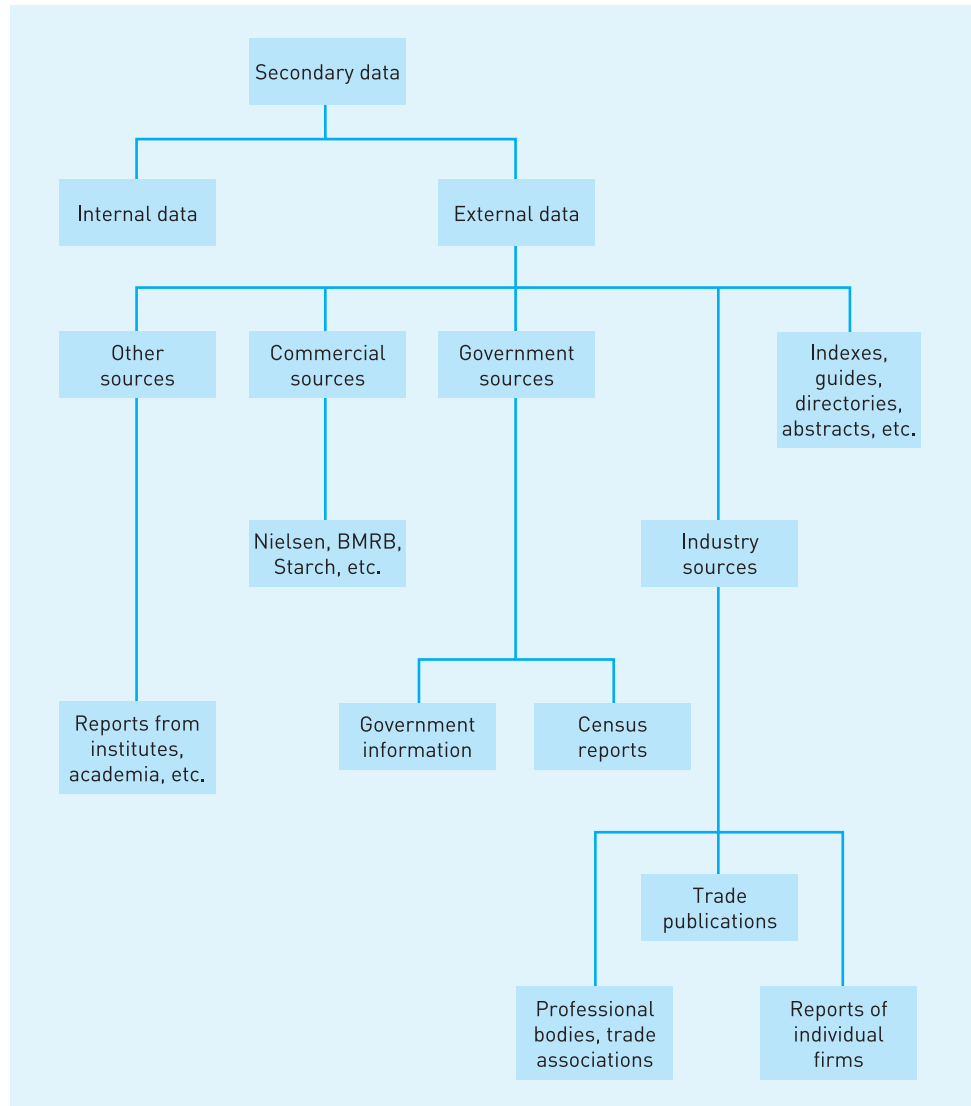 Secondary data
Internal data
External data
Other
sources
Commercial
sources
Government
sources
Indexes,
guides,
directories,
abstracts, etc.
Nielsen, BMRB,
Starch, etc.
Industry
sources
Reports from
institutes,
academia, etc.
Government
information
Census
reports
Trade
publications
Professional
bodies, trade
associations
Reports of
individual
firms